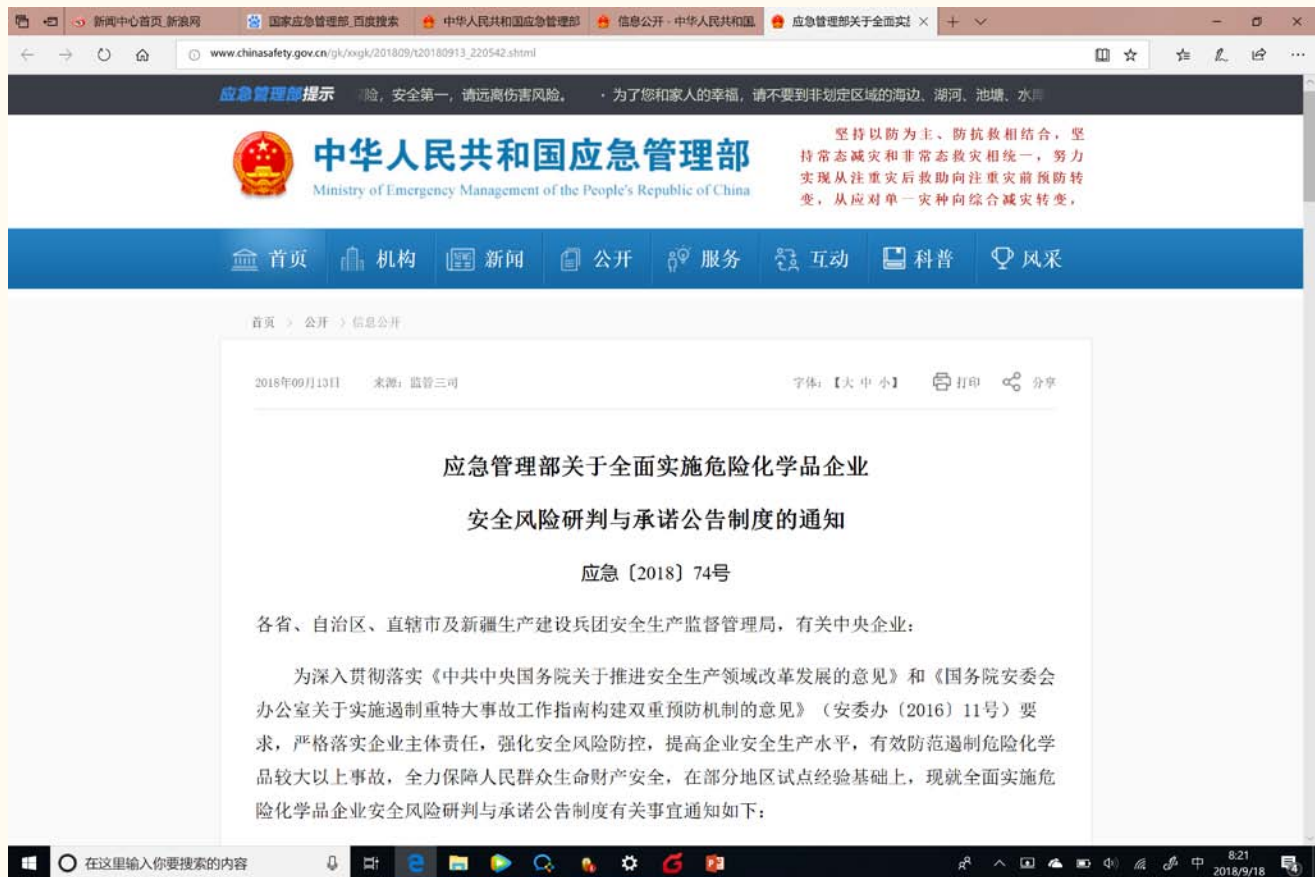 新闻中心首页_新浪网
国家应急管理部_百度搜索
中华人民共和国应急管理部
信息公开 - 中华人民共和国
应急管理部关于全面实
www.chinasafety.gov.cn/gk/xxgk/201809/t20180913_220542.shtml
应急管理部提示 险，安全第一，请远离伤害风险。 ·为了您和家人的幸福，请不要到非划定区域的海边、湖河、池塘、水
中华人民共和国应急管理部
Ministry of Emergency Management of the People's Republic of China
坚持以防为主、防抗救相结合，坚
持常态减灾和非常态救灾相统一，努力
实现从注重灾后救助向注重灾前预防转
变，从应对单一灾种向综合减灾转变，
首页 机构 新闻 公开 服务 互动 科普 风采
首页 > 公开 > 信息公开
2018年09月13日 来源：监管三司 字体：【大 中 小】 打印 分享
应急管理部关于全面实施危险化学品企业
安全风险研判与承诺公告制度的通知
应急〔2018〕74号
各省、自治区、直辖市及新疆生产建设兵团安全生产监督管理局，有关中央企业：
为深入贯彻落实《中共中央国务院关于推进安全生产领域改革发展的意见》和《国务院安委会
办公室关于实施遏制重特大事故工作指南构建双重预防机制的意见》（安委办〔2016〕11号）要
求，严格落实企业主体责任，强化安全风险防控，提高企业安全生产水平，有效防范遏制危险化学
品较大以上事故，全力保障人民群众生命财产安全，在部分地区试点经验基础上，现就全面实施危
险化学品企业安全风险研判与承诺公告制度有关事宜通知如下：
在这里输入你要搜索的内容
中
8:21
2018/9/18